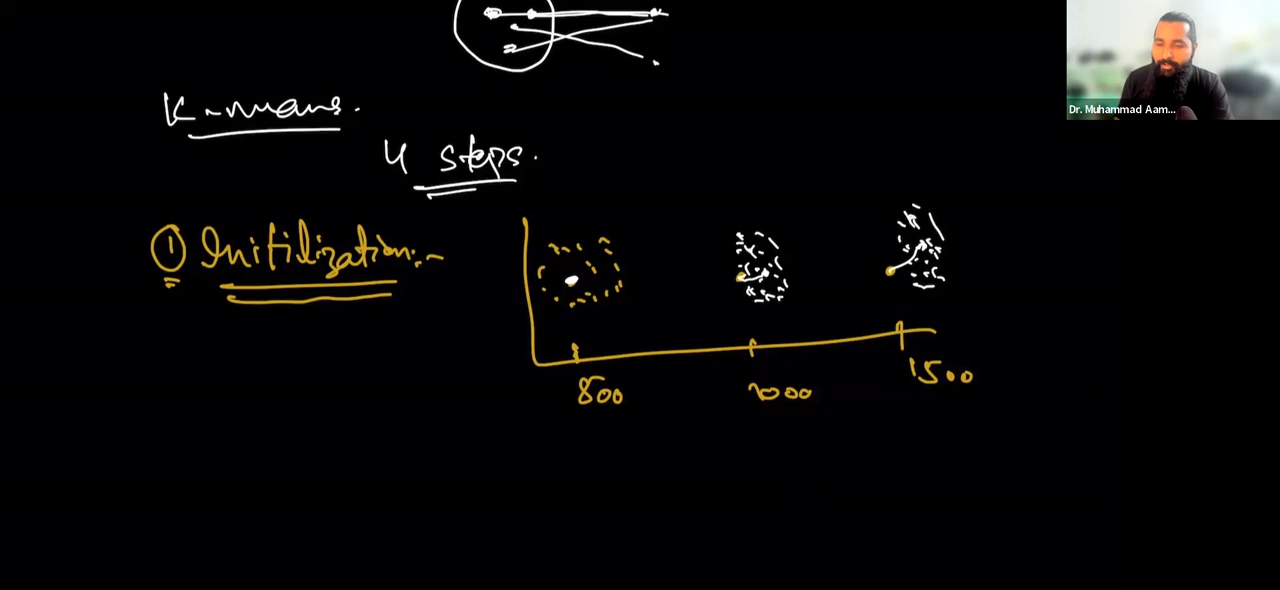 Dr. Muhammad Aam...
K-means.
4 steps.
① Initilization:-
800
1000
1500